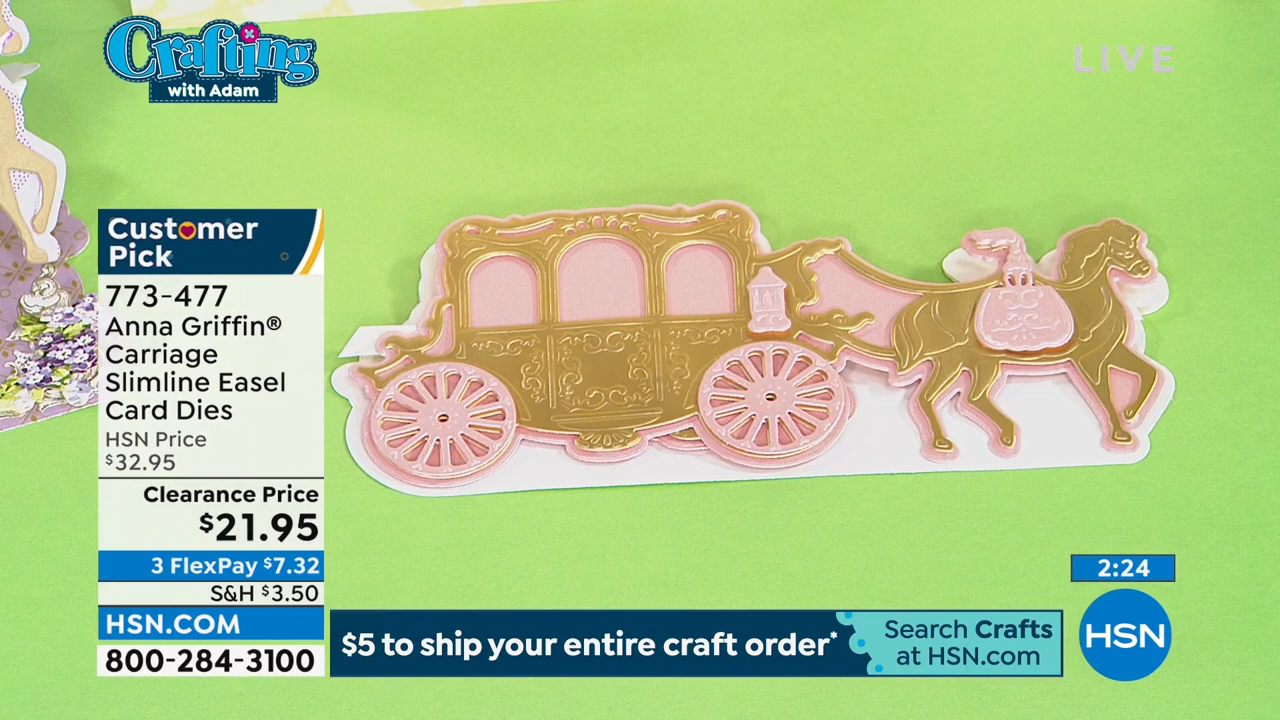 Crafting
with Adam
LIVE
Customer
Pick
773-477
Anna Griffin®
Carriage
Slimline Easel
Card Dies
HSN Price
$32.95
Clearance Price
$21.95
3 FlexPay $7.32
S&H $3.50
HSN.COM
800-284-3100
$5 to ship your entire craft order*
Search Crafts
at HSN.com
2:24
HSN